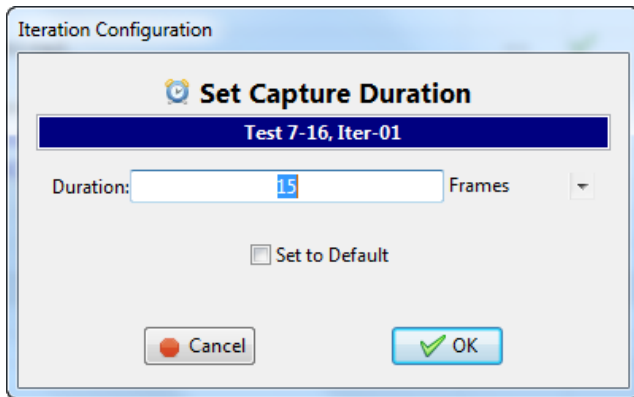 Iteration Configuration
Set Capture Duration
Test 7-16, Iter-01
Duration: 15 Frames
Set to Default
Cancel OK